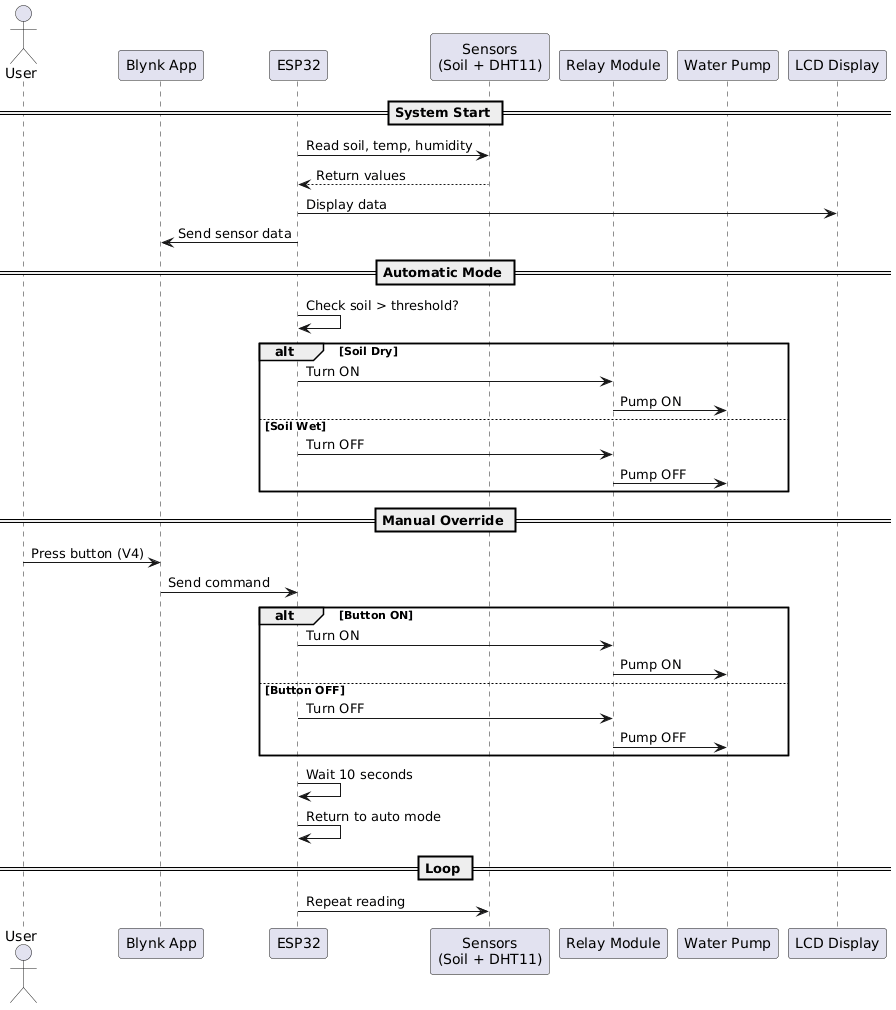 User
Blynk App
ESP32
Sensors
(Soil + DHT11)
Relay Module
Water Pump
LCD Display
System Start
Read soil, temp, humidity
Return values
Display data
Send sensor data
Automatic Mode
Check soil > threshold?
alt
[Soil Dry]
Turn ON
Pump ON
[Soil Wet]
Turn OFF
Pump OFF
Manual Override
Press button (V4)
Send command
alt
[Button ON]
Turn ON
Pump ON
[Button OFF]
Turn OFF
Pump OFF
Wait 10 seconds
Return to auto mode
Loop
Repeat reading
User
Blynk App
ESP32
Sensors
(Soil + DHT11)
Relay Module
Water Pump
LCD Display